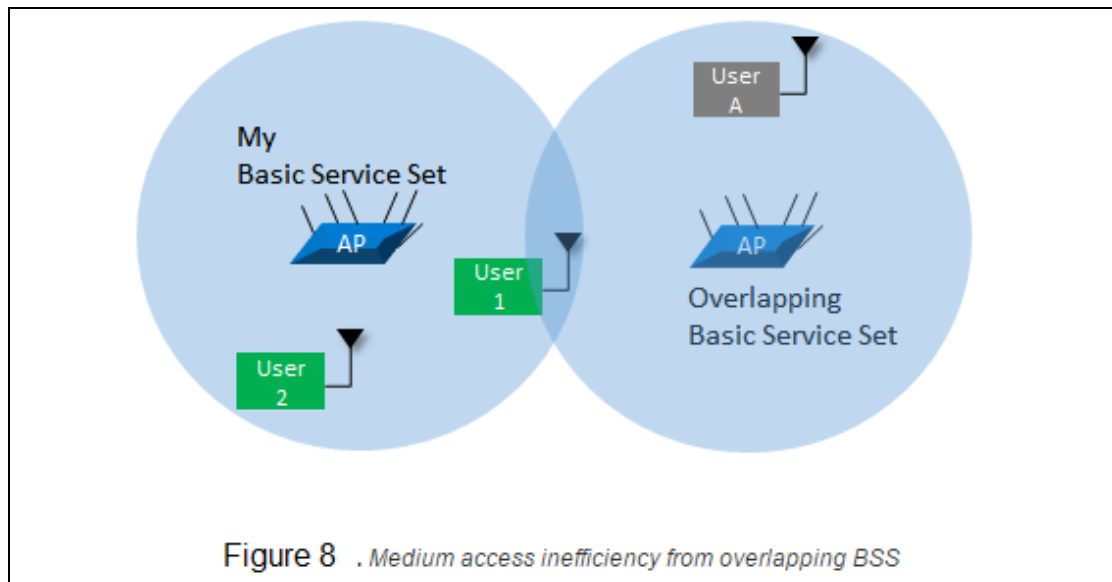 My
Basic Service Set
AP
User
1
User
2
User
A
AP
Overlapping
Basic Service Set
Figure 8 . Medium access inefficiency from overlapping BSS